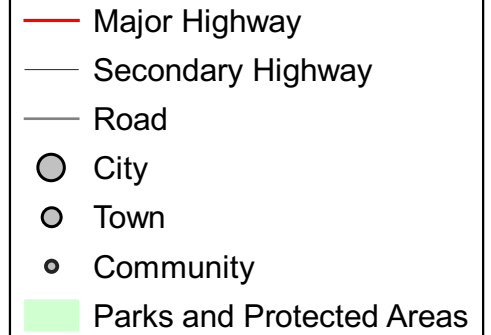 Major Highway
Secondary Highway
Road
City
Town
Community
Parks and Protected Areas